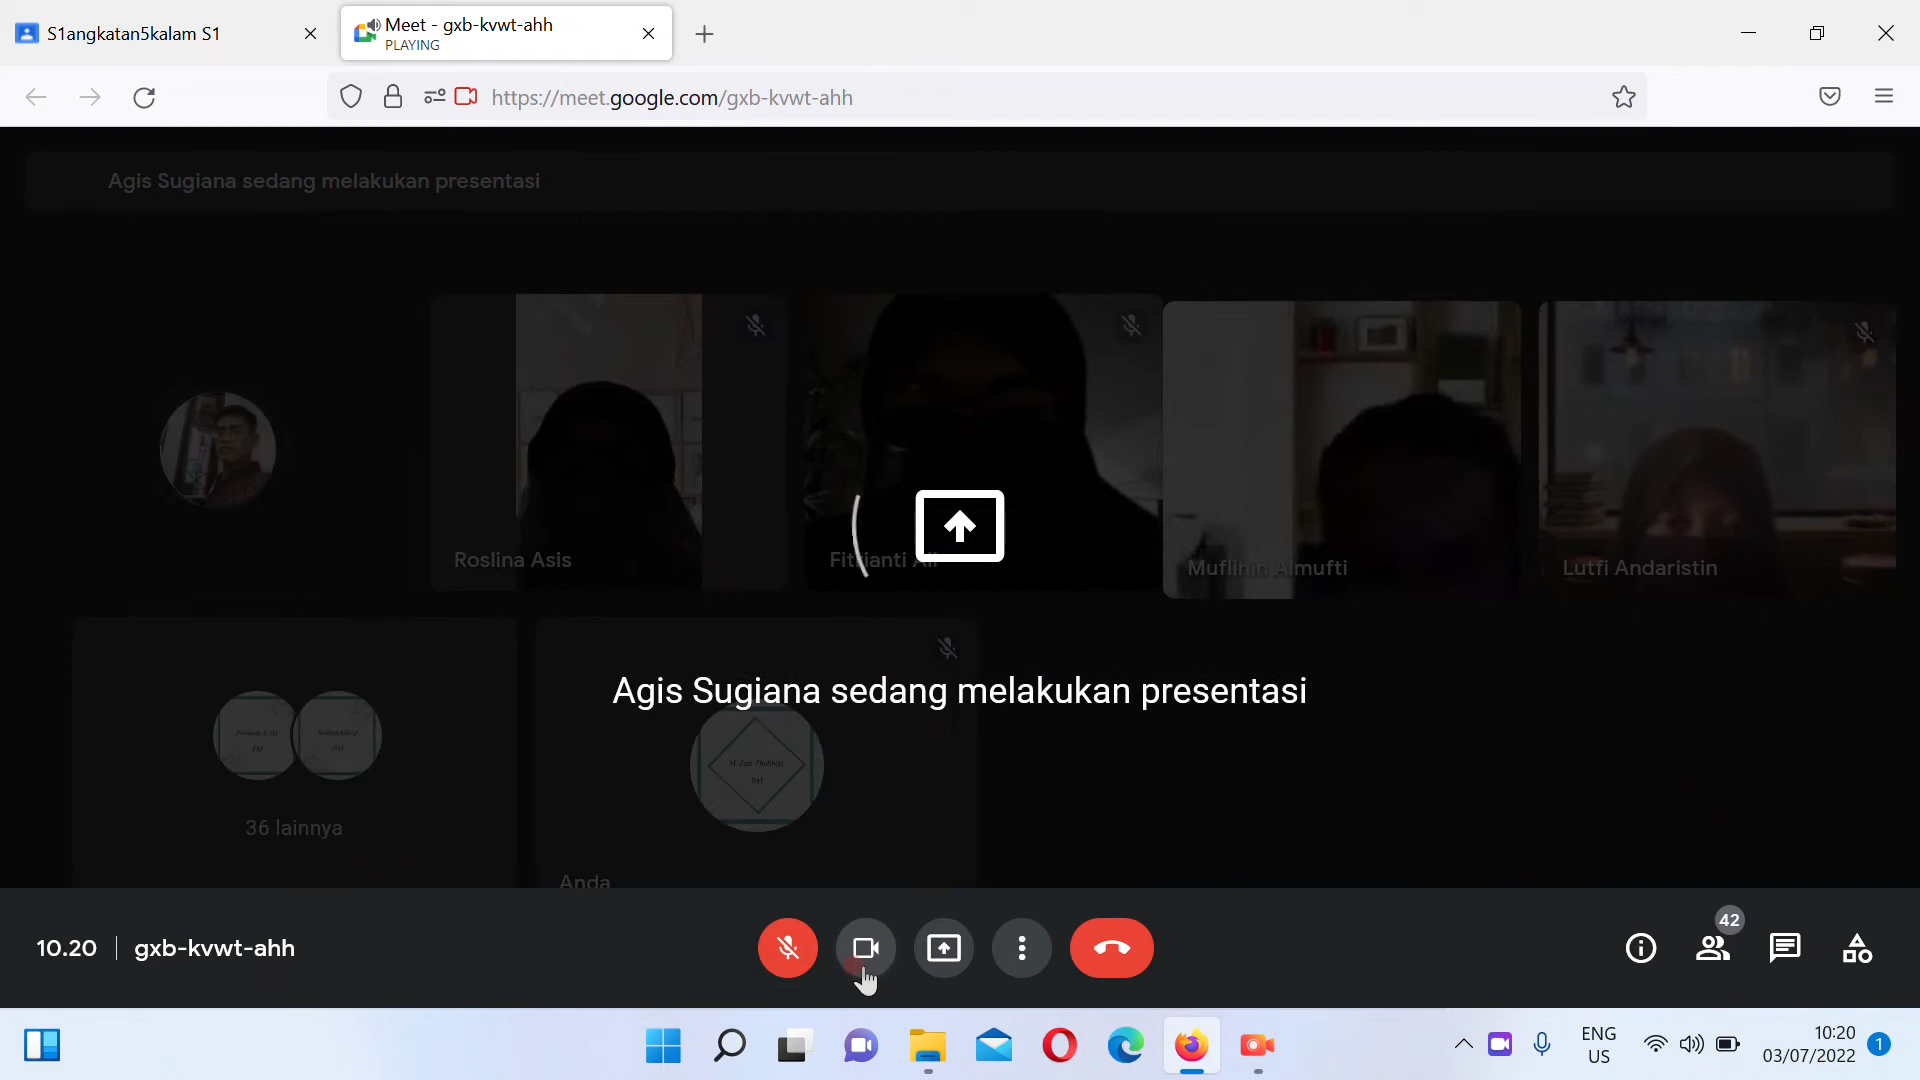 S1angkatan5kalam S1
Meet - gxb-kvwt-ahh
PLAYING
https://meet.google.com/gxb-kvwt-ahh
Agis Sugiana sedang melakukan presentasi
Roslina Asis
Fitrianti Ali
Muflihin Almufti
Lutfi Andaristin
Agis Sugiana sedang melakukan presentasi
36 lainnya
Anda
10.20
gxb-kvwt-ahh
42
ENG
US
10:20
03/07/2022
1